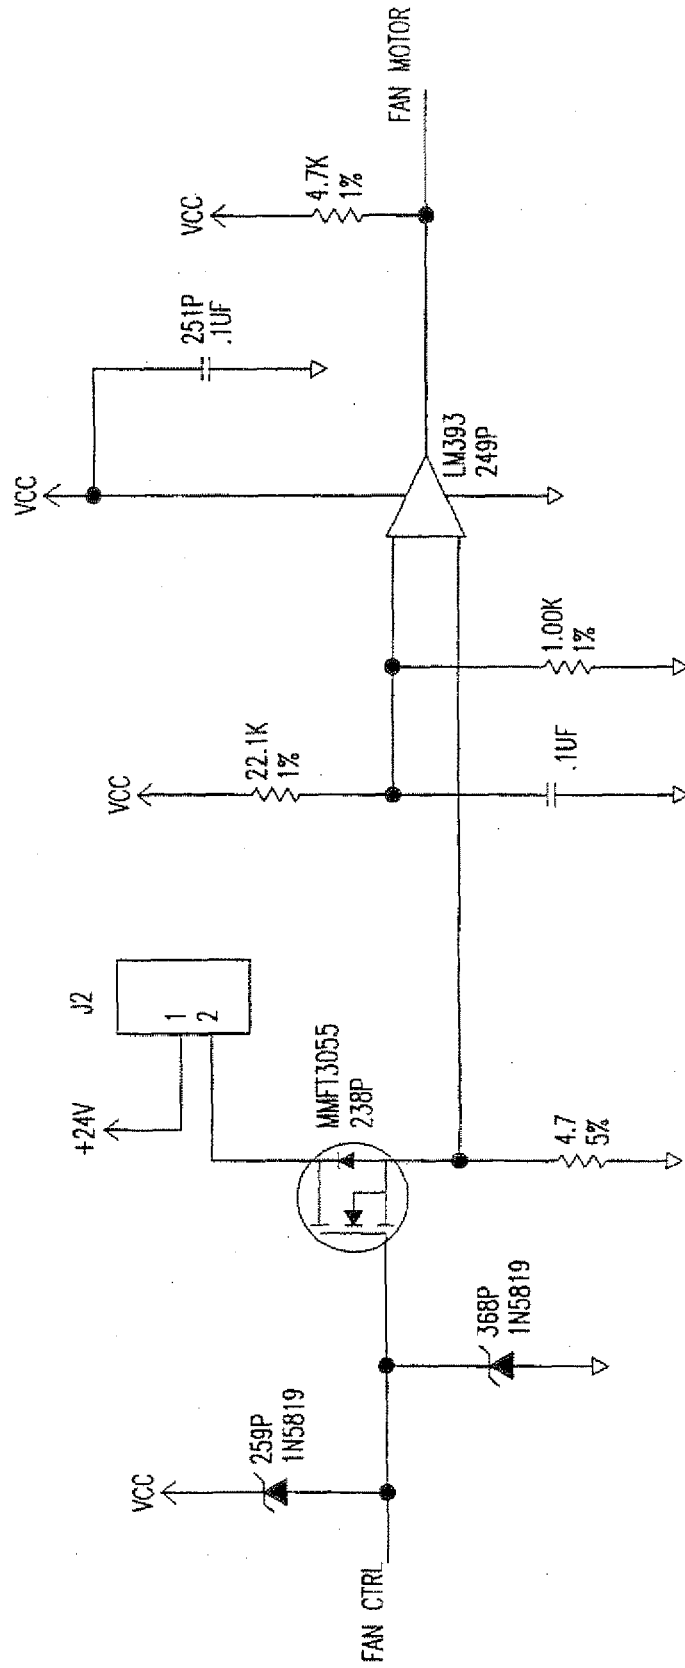 FAN CTRL
VCC
259P
1N5819
368P
1N5819
+24V
J2
1
2
MMFT3055
238P
4.7
5%
VCC
22.1K
1%
.1UF
1.00K
1%
VCC
251P
.1UF
LM393
249P
VCC
4.7K
1%
FAN MOTOR